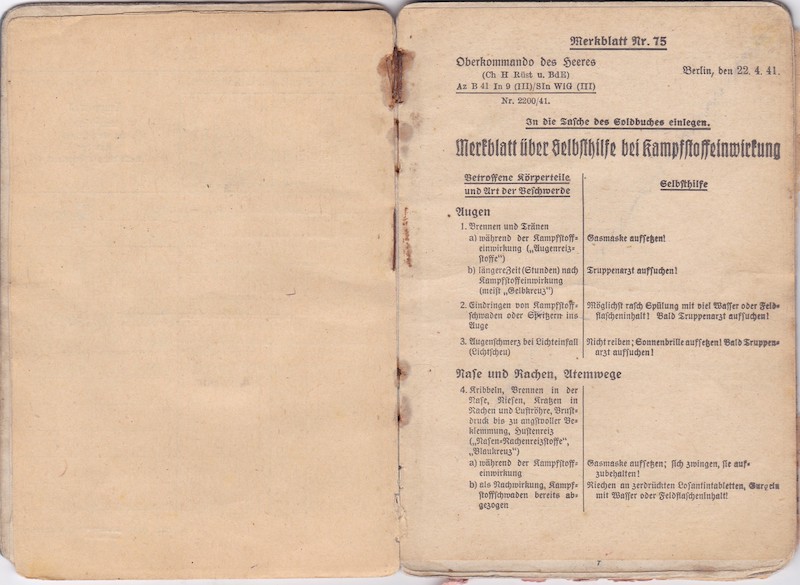 Merkblatt Nr. 75
Oberkommando des Heeres
(Ch H Rüst u. BdE)
Az B 41 In 9 (III)/SIn WiG (III)
Nr. 2200/41.
Berlin, den 22. 4. 41.
In die Tasche des Soldbuches einlegen.
Merkblatt über Selbsthilfe bei Kampfstoffeinwirkung
Betroffene Körperteile
und Art der Beschwerde
Selbsthilfe
Augen
1. Brennen und Tränen
a) während der Kampfstoff-
einwirkung („Augenreiz-
stoffe")
Gasmaske aufsetzen!
b) längere Zeit (Stunden) nach
Kampfstoffeinwirkung
(meist „Gelbkreuz")
Truppenarzt aufsuchen!
2. Eindringen von Kampfstoff-
schwaden oder Spritzern ins
Auge
Möglichst rasch Spülung mit viel Wasser oder Feld-
flascheninhalt! Bald Truppenarzt aufsuchen!
3. Augenschmerz bei Lichteinfall
(Lichtscheu)
Nicht reiben; Sonnenbrille aufsetzen! Bald Truppen-
arzt aufsuchen!
Nase und Rachen, Atemwege
4. Kribbeln, Brennen in der
Nase, Niesen, Kratzen in
Rachen und Luftröhre, Brust-
druck bis zu angstvoller Be-
klemmung, Hustenreiz
(„Nasen-Rachenreizstoffe",
„Blaukreuz")
a) während der Kampfstoff-
einwirkung
Gasmaske aufsetzen; sich zwingen, sie auf-
zubehalten!
b) als Nachwirkung, Kampf-
stoffschwaden bereits ab-
gezogen
Riechen an zerdrückten Losantintabletten, Gurgeln
mit Wasser oder Feldflascheninhalt!
7